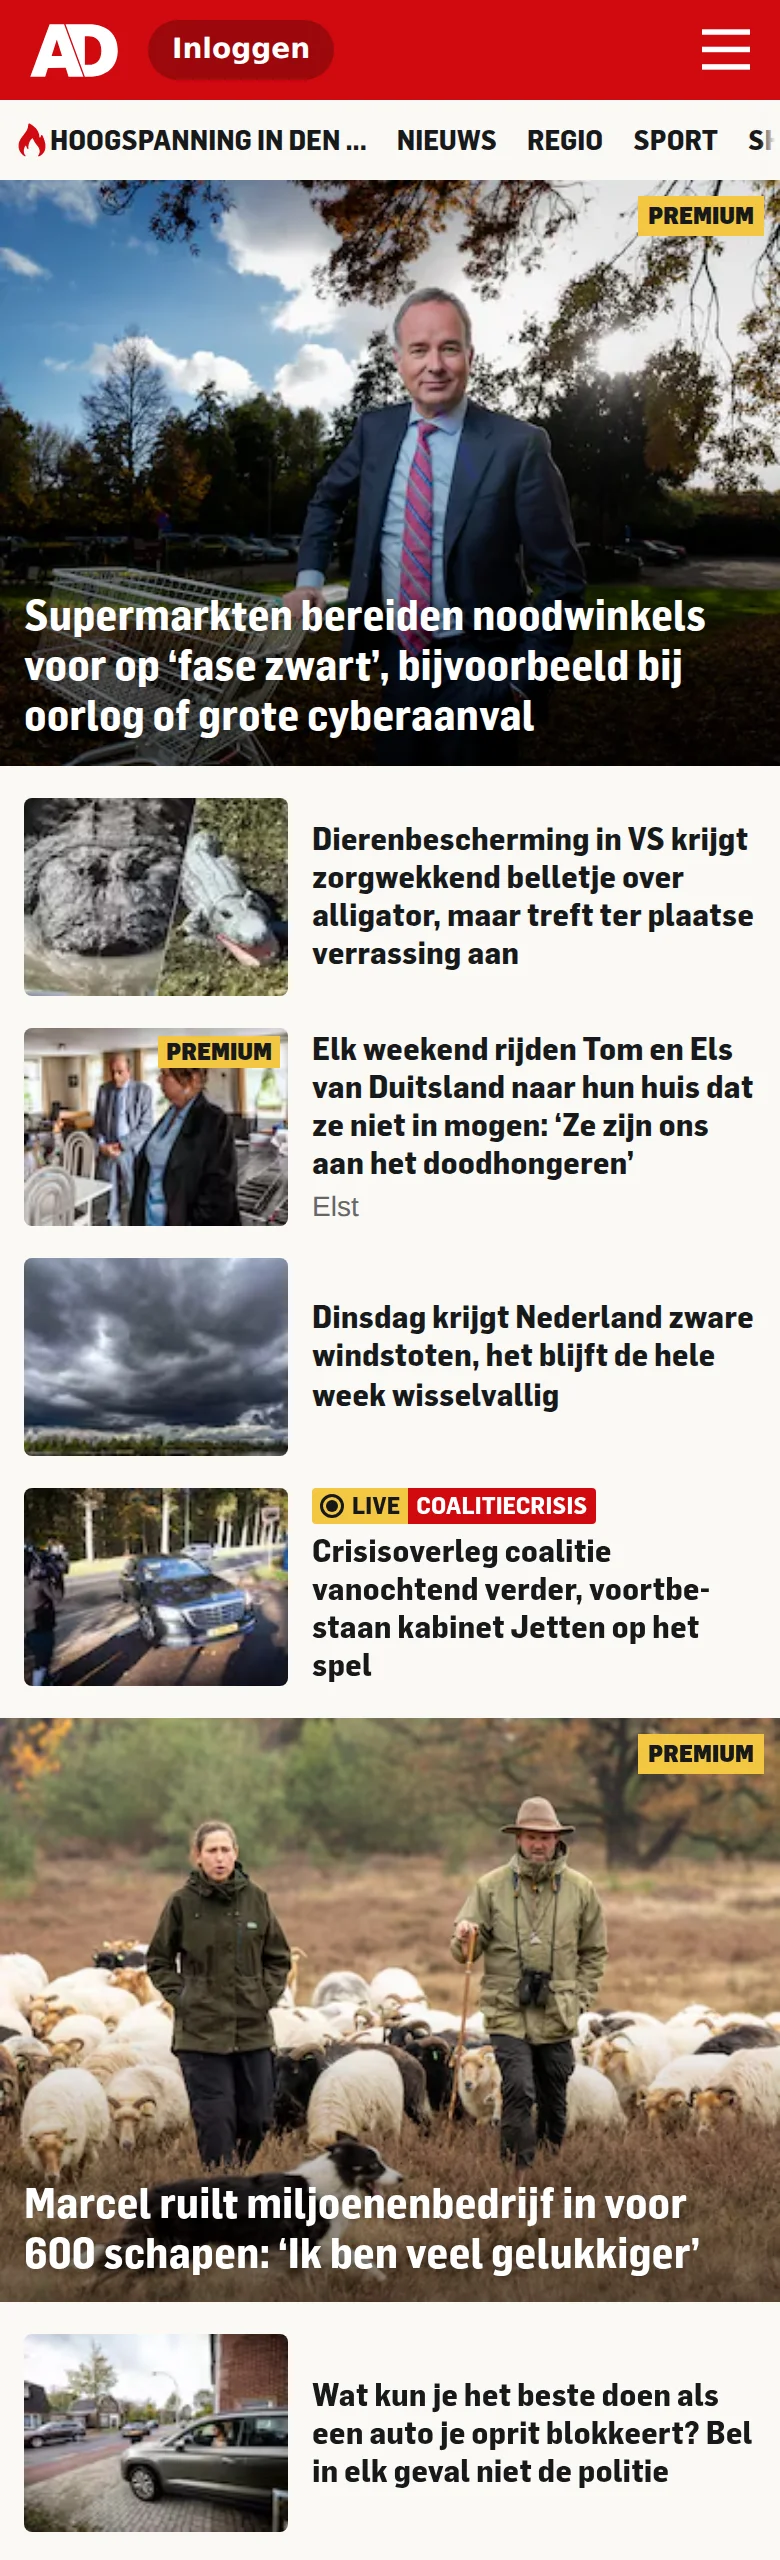 AD
Inloggen
HOOGSPANNING IN DEN ...
NIEUWS
REGIO
SPORT
PREMIUM
Supermarkten bereiden noodwinkels
voor op ‘fase zwart’, bijvoorbeeld bij
oorlog of grote cyberaanval
Dierenbescherming in VS krijgt
zorgwekkend belletje over
alligator, maar treft ter plaatse
verrassing aan
PREMIUM
Elk weekend rijden Tom en Els
van Duitsland naar hun huis dat
ze niet in mogen: ‘Ze zijn ons
aan het doodhongeren’
Elst
Dinsdag krijgt Nederland zware
windstoten, het blijft de hele
week wisselvallig
LIVE COALITIECRISIS
Crisisoverleg coalitie
vanochtend verder, voortbe-
staan kabinet Jetten op het
spel
PREMIUM
Marcel ruilt miljoenenbedrijf in voor
600 schapen: ‘Ik ben veel gelukkiger’
Wat kun je het beste doen als
een auto je oprit blokkeert? Bel
in elk geval niet de politie